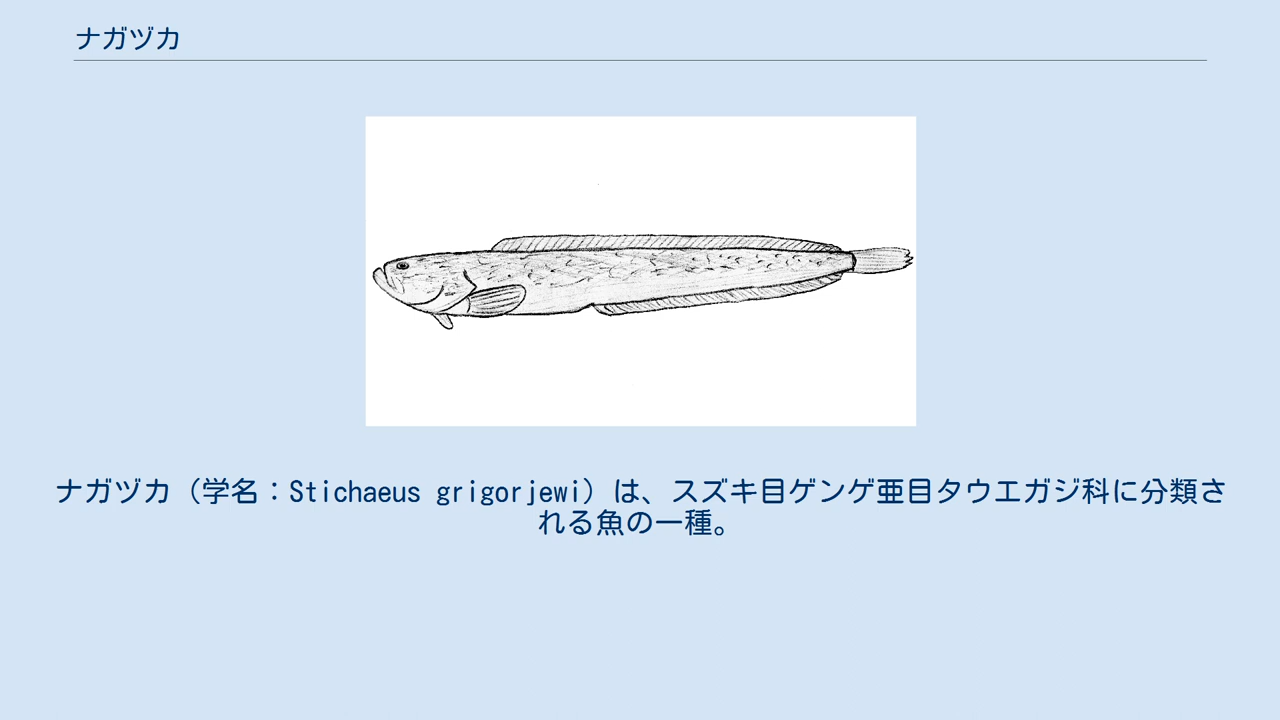 ナガヅカ
ナガヅカ（学名：Stichaeus grigorjewi）は、スズキ目ゲンゲ亜目タウエガジ科に分類さ
れる魚の一種。